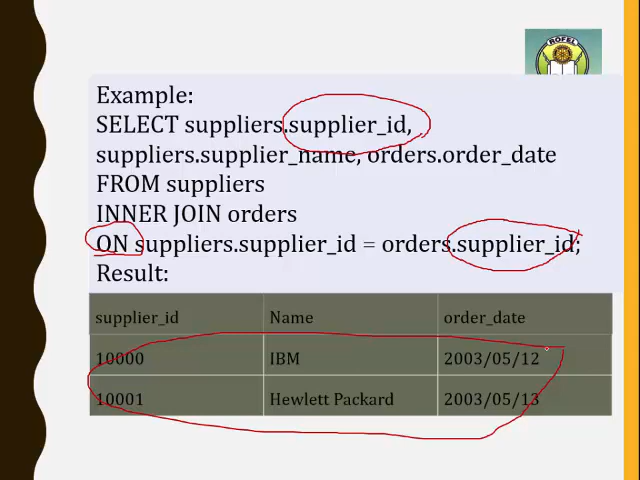 ROFEL
Example:
SELECT suppliers.supplier_id,
suppliers.supplier_name, orders.order_date
FROM suppliers
INNER JOIN orders
ON suppliers.supplier_id = orders.supplier_id;
Result:
supplier_id Name order_date
10000 IBM 2003/05/12
10001 Hewlett Packard 2003/05/13